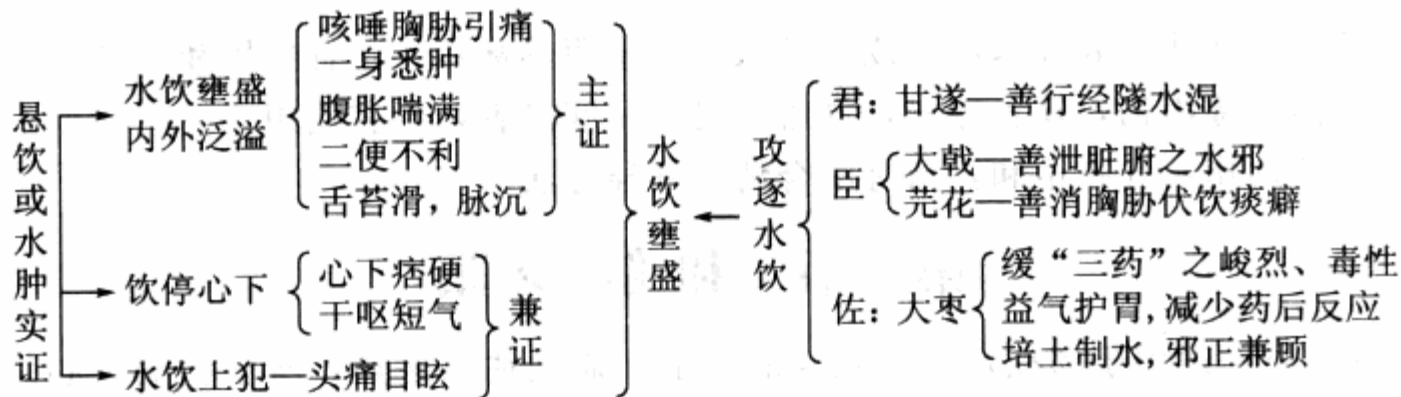 悬饮或水肿实证
水饮壅盛
内外泛溢
咳唾胸胁引痛
一身悉肿
腹胀喘满
二便不利
舌苔滑，脉沉
主证
饮停心下
心下痞硬
干呕短气
水饮上犯—头痛目眩
兼证
水饮壅盛
攻逐水饮
君：甘遂—善行经隧水湿
臣
大戟—善泄脏腑之水邪
芫花—善消胸胁伏饮痰癖
佐：大枣
缓“三药”之峻烈、毒性
益气护胃，减少药后反应
培土制水，邪正兼顾